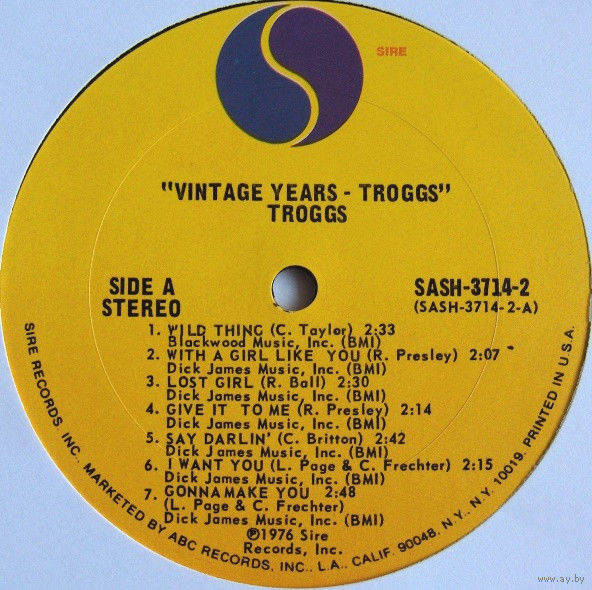 SIRE
"VINTAGE YEARS - TROGGS"
TROGGS
SIDE A
STEREO
SASH-3714-2
(SASH-3714-2-A)
1. WILD THING (C. Taylor) 2:33
Blackwood Music, Inc. (BMI)
2. WITH A GIRL LIKE YOU (R. Presley) 2:07
Dick James Music, Inc. (BMI)
3. LOST GIRL (R. Ball) 2:30
Dick James Music, Inc. (BMI)
4. GIVE IT TO ME (R. Presley) 2:14
Dick James Music, Inc. (BMI)
5. SAY DARLIN' (C. Britton) 2:42
Dick James Music, Inc. (BMI)
6. I WANT YOU (L. Page & C. Frechter) 2:15
Dick James Music, Inc. (BMI)
7. GONNA MAKE YOU 2:48
(L. Page & C. Frechter)
Dick James Music, Inc. (BMI)
℗1976 Sire
Records, Inc.
SIRE RECORDS, INC., MARKETED BY ABC RECORDS, INC., L.A., CALIF. 90048, N.Y., N.Y. 10019. PRINTED IN U.S.A.
www.ay.by